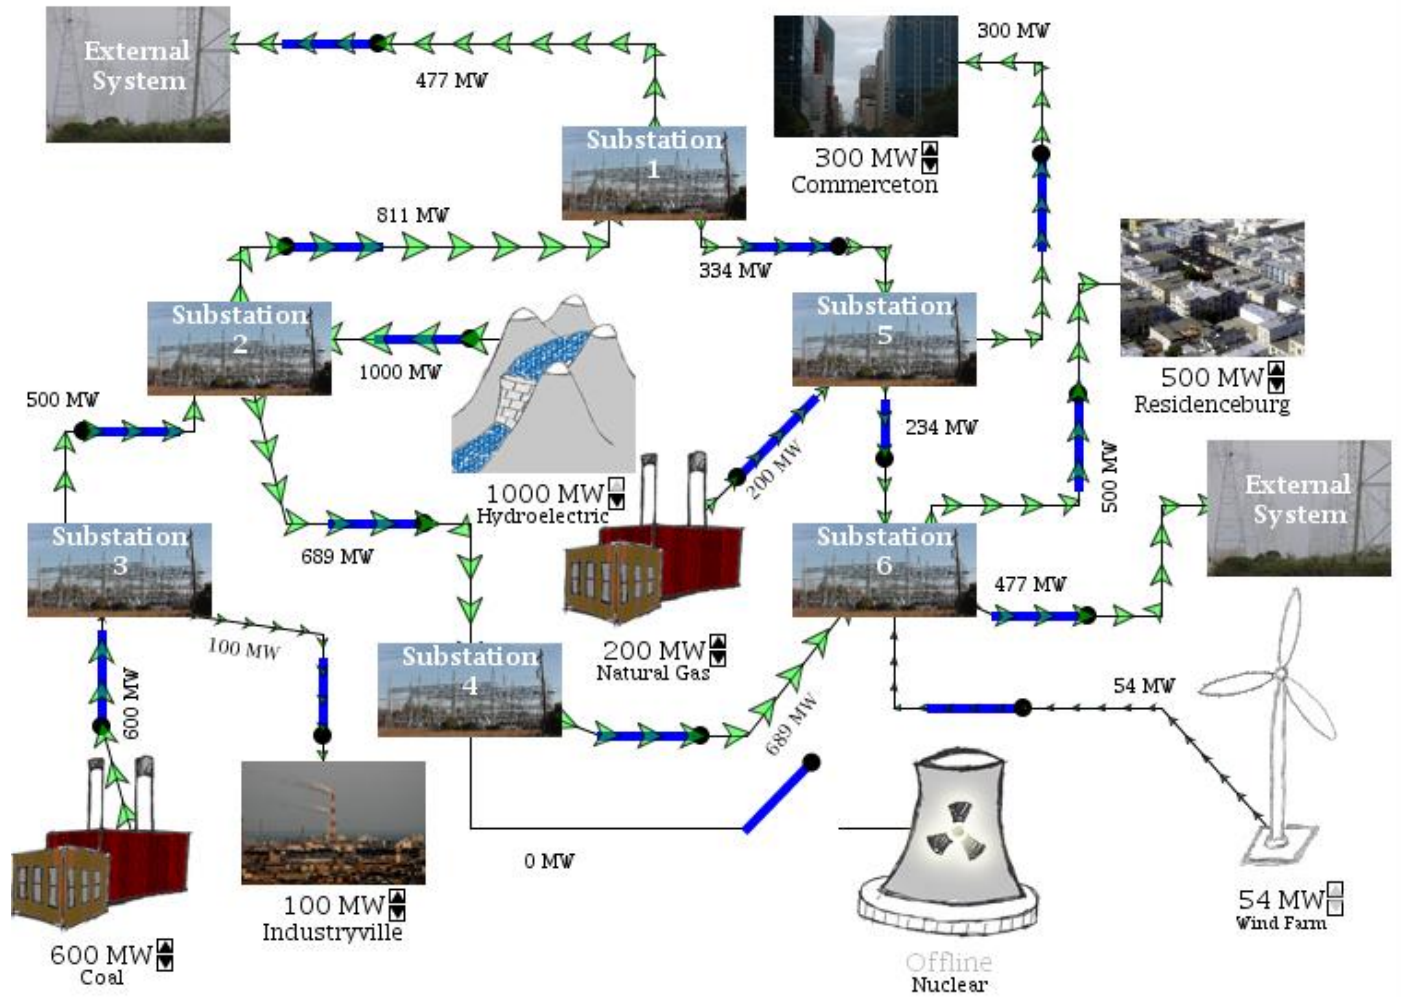 External
System
477 MW
Substation
1
300 MW
300 MW
Commerceton
811 MW
334 MW
Substation
2
1000 MW
Substation
5
500 MW
Residenceburg
500 MW
234 MW
200 MW
500 MW
1000 MW
Hydroelectric
External
System
689 MW
Substation
3
Substation
6
477 MW
100 MW
Substation
4
200 MW
Natural Gas
600 MW
689 MW
54 MW
0 MW
100 MW
Industryville
54 MW
Wind Farm
600 MW
Coal
Offline
Nuclear